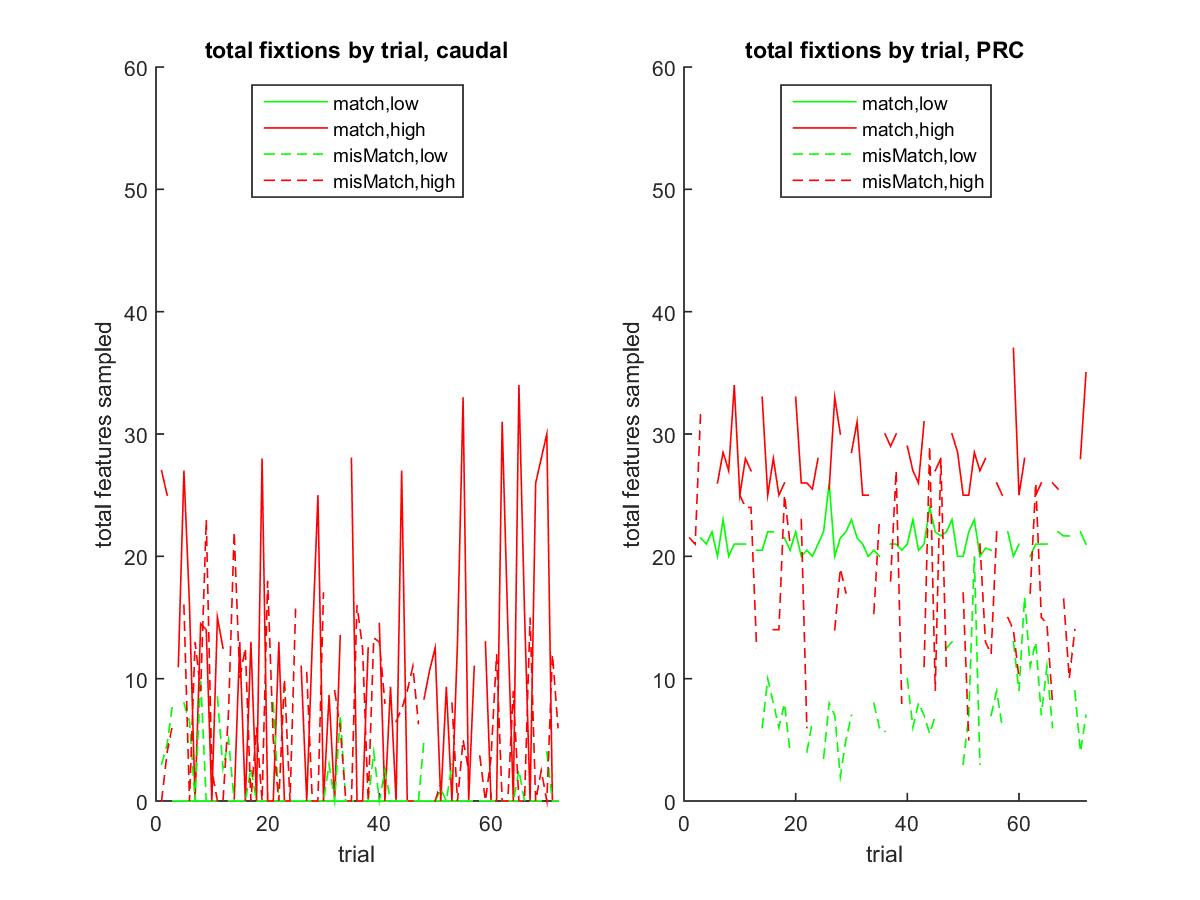 total fixtions by trial, caudal
60
50
40
30
20
10
0
total features sampled
match,low
match,high
misMatch,low
misMatch,high
0 20 40 60
trial
total fixtions by trial, PRC
60
50
40
30
20
10
0
total features sampled
match,low
match,high
misMatch,low
misMatch,high
0 20 40 60
trial